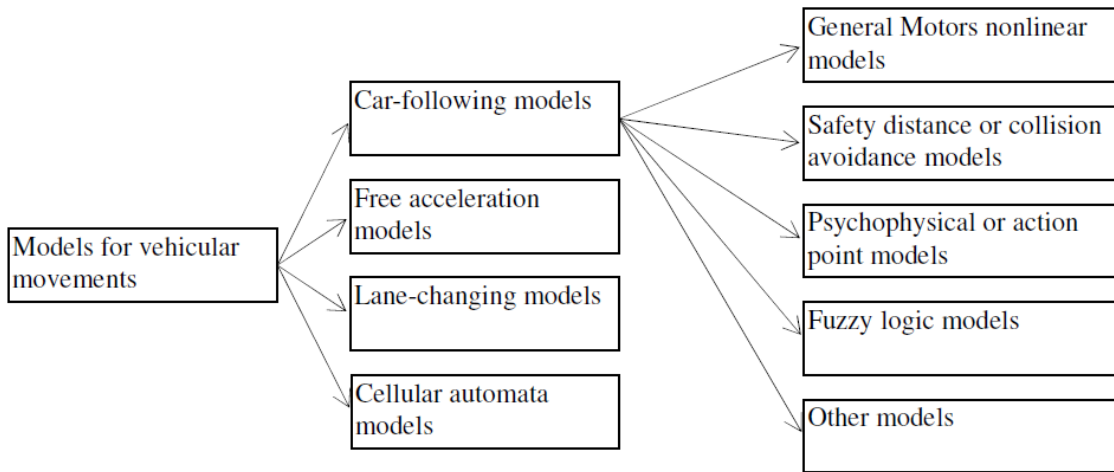 Models for vehicular
movements
Car-following models
Free acceleration
models
Lane-changing models
Cellular automata
models
General Motors nonlinear
models
Safety distance or collision
avoidance models
Psychophysical or action
point models
Fuzzy logic models
Other models